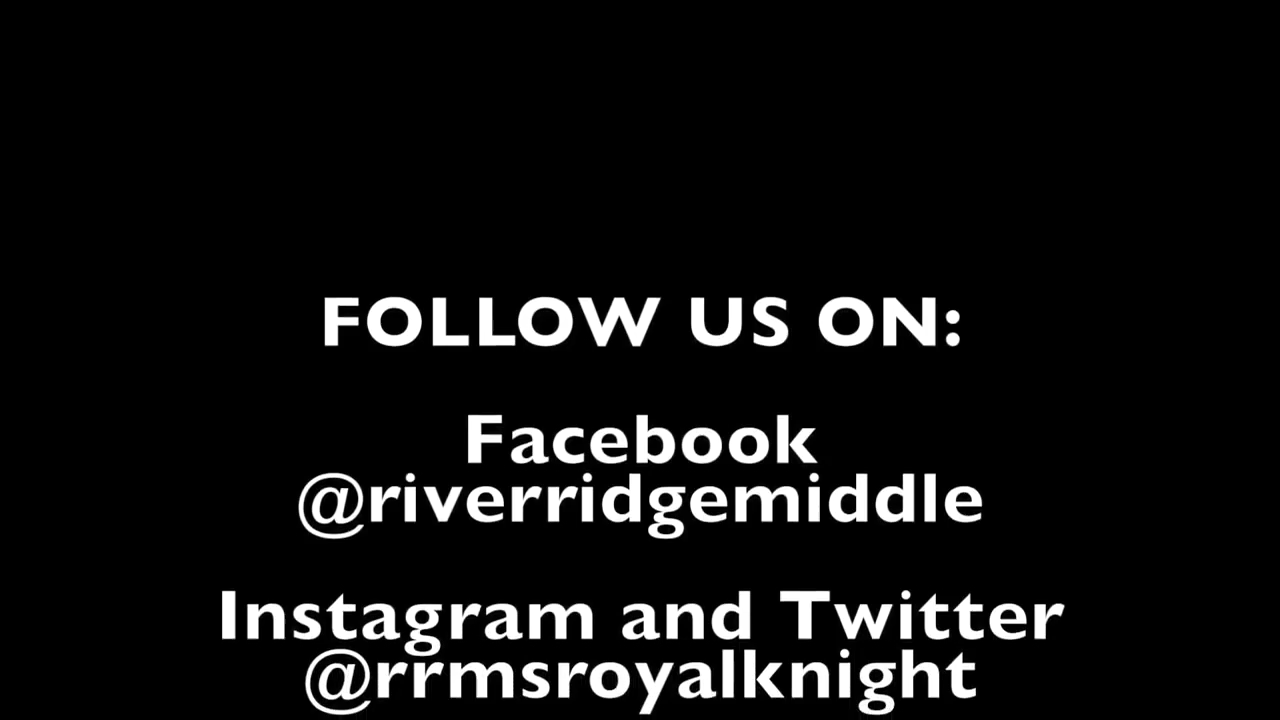 FOLLOW US ON:
Facebook
@riverridgemiddle
Instagram and Twitter
@rrmsroyalknight